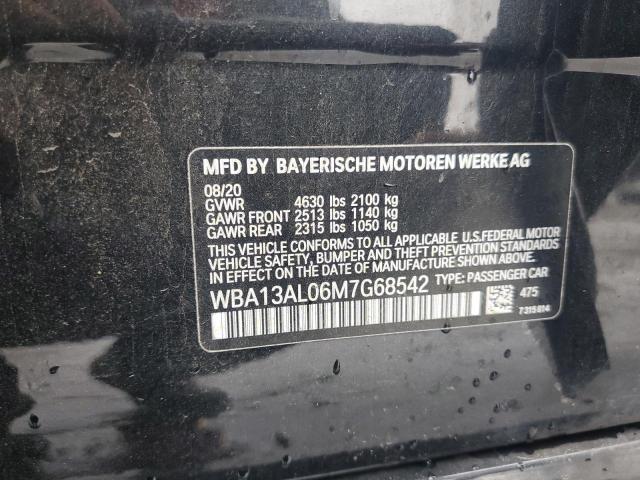 MFD BY BAYERISCHE MOTOREN WERKE AG
08/20
GVWR 4630 lbs 2100 kg
GAWR FRONT 2513 lbs 1140 kg
GAWR REAR 2315 lbs 1050 kg
THIS VEHICLE CONFORMS TO ALL APPLICABLE U.S.FEDERAL MOTOR
VEHICLE SAFETY, BUMPER AND THEFT PREVENTION STANDARDS
IN EFFECT ON THE DATE OF MANUFACTURE SHOWN ABOVE.
WBA13AL06M7G68542 TYPE: PASSENGER CAR
475
7315814